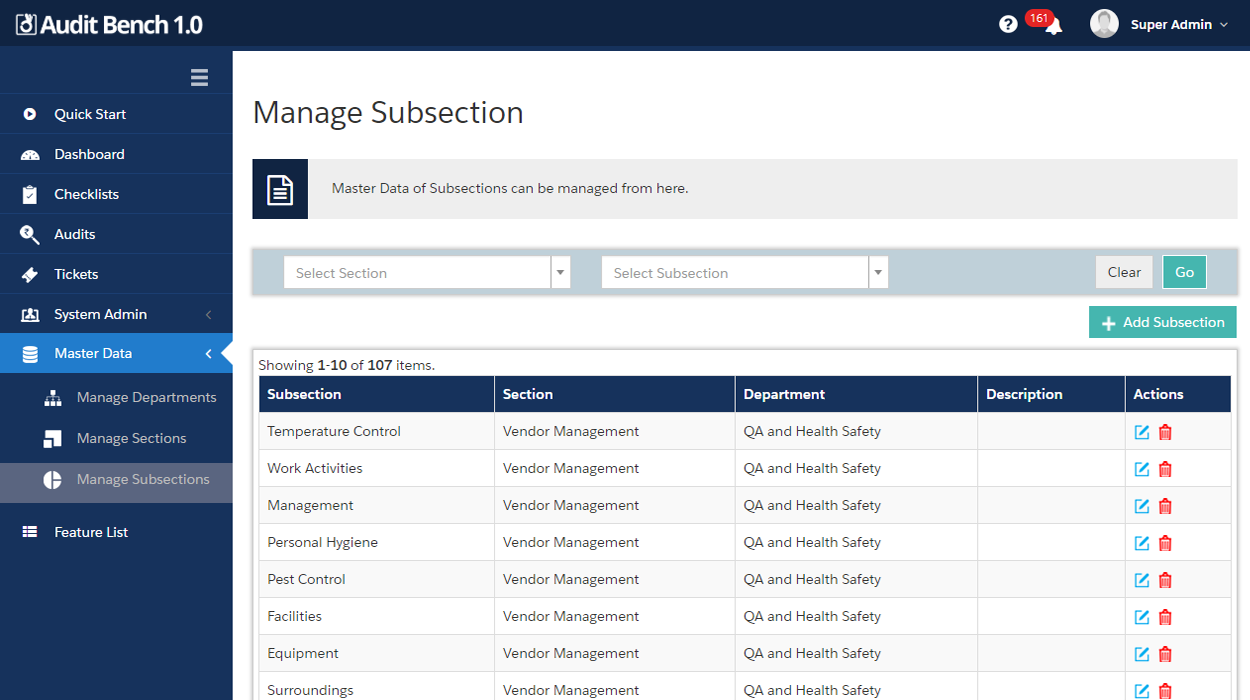 Audit Bench 1.0
?
161
Super Admin
Quick Start
Dashboard
Checklists
Audits
Tickets
System Admin
Master Data
Manage Departments
Manage Sections
Manage Subsections
Feature List
Manage Subsection
Master Data of Subsections can be managed from here.
Select Section
Select Subsection
Clear
Go
Add Subsection
Showing 1-10 of 107 items.
Subsection Section Department Description Actions
Temperature Control Vendor Management QA and Health Safety
Work Activities Vendor Management QA and Health Safety
Management Vendor Management QA and Health Safety
Personal Hygiene Vendor Management QA and Health Safety
Pest Control Vendor Management QA and Health Safety
Facilities Vendor Management QA and Health Safety
Equipment Vendor Management QA and Health Safety
Surroundings Vendor Management QA and Health Safety